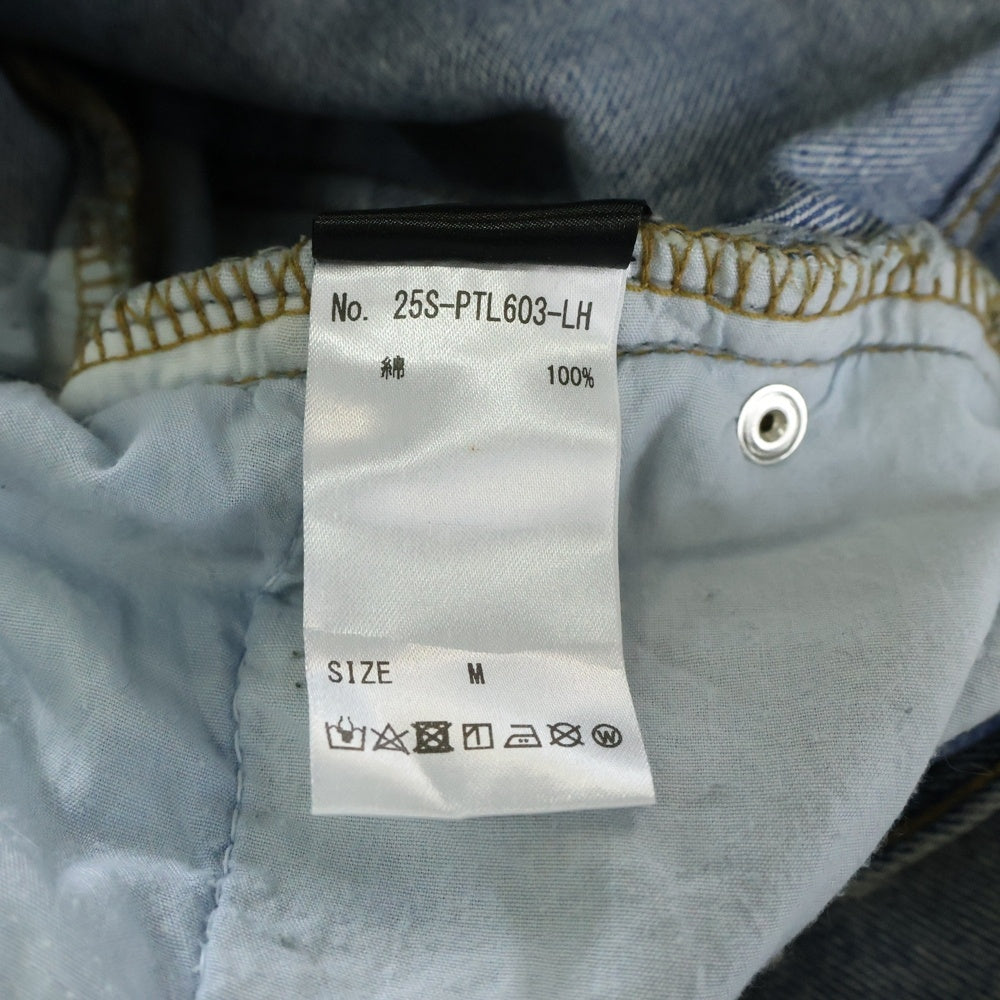 No. 25S-PTL603-LH
綿 100%
SIZE M
W